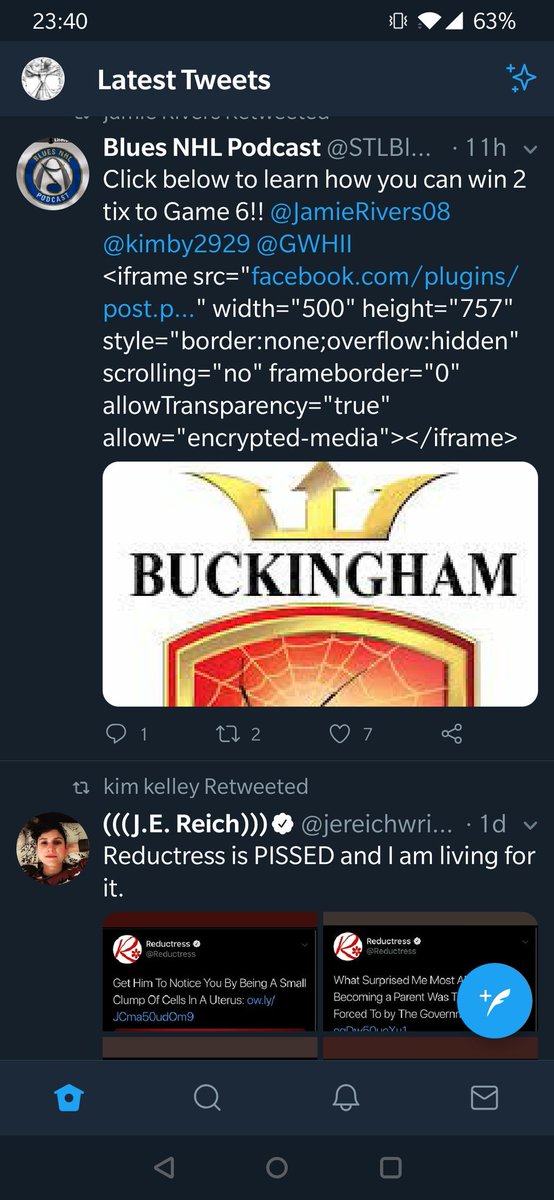 23:40
63%
Latest Tweets
Jamie Rivers Retweeted
Blues NHL Podcast @STLBl... · 11h
Click below to learn how you can win 2
tix to Game 6!! @JamieRivers08
@kimby2929 @GWHII
<iframe src="facebook.com/plugins/
post.p..." width="500" height="757"
style="border:none;overflow:hidden"
scrolling="no" frameborder="0"
allowTransparency="true"
allow="encrypted-media"></iframe>
BLUES NHL
PODCAST
BUCKINGHAM
1 2 7
kim kelley Retweeted
(((J.E. Reich))) @jereichwri... · 1d
Reductress is PISSED and I am living for
it.
Reductress
@Reductress
Get Him To Notice You By Being A Small
Clump Of Cells In A Uterus: ow.ly/
JCma50udOm9
Reductress
@Reductress
What Surprised Me Most
Becoming a Parent Was
Forced To by The